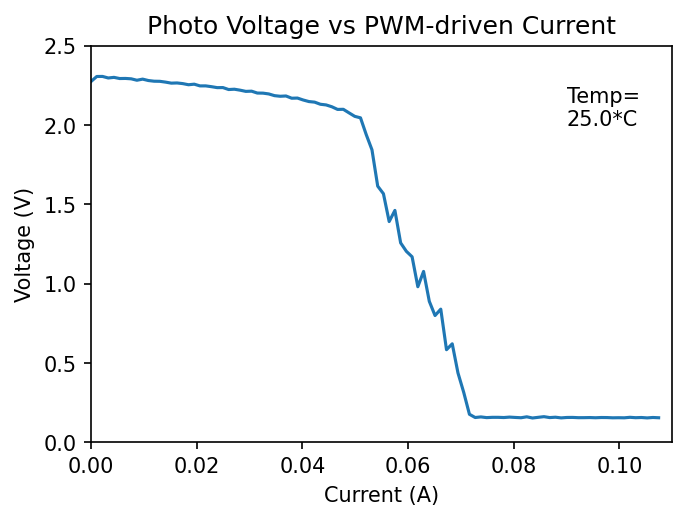 Photo Voltage vs PWM-driven Current
2.5
2.0
1.5
1.0
0.5
0.0
Voltage (V)
Temp=
25.0*C
0.00 0.02 0.04 0.06 0.08 0.10
Current (A)